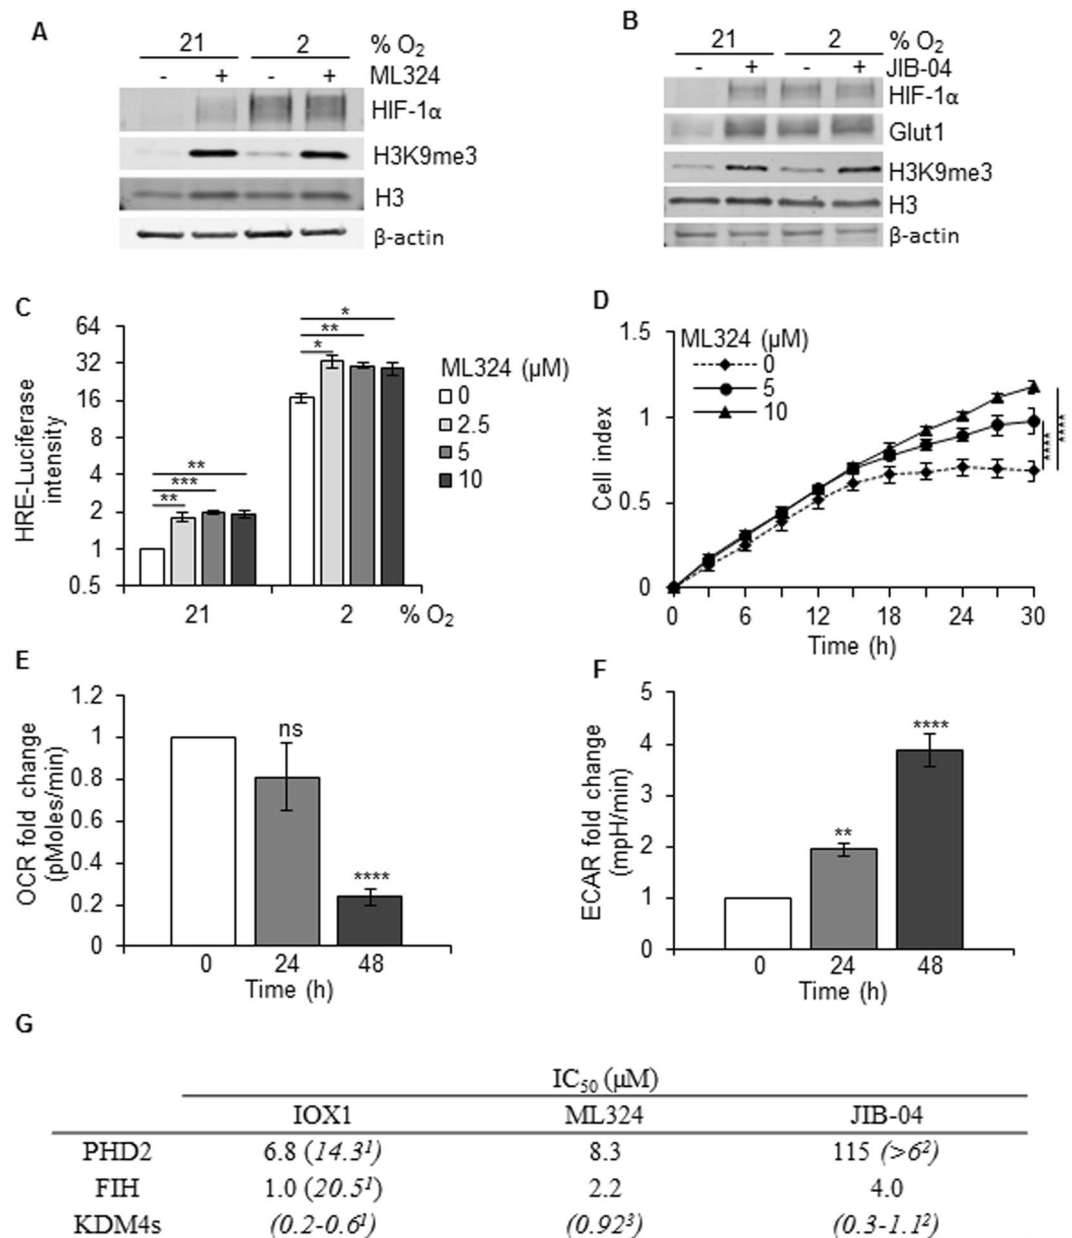 A
21 2 % O₂
- + - + ML324
HIF-1α
H3K9me3
H3
β-actin
B
21 2 % O₂
- + - + JIB-04
HIF-1α
Glut1
H3K9me3
H3
β-actin
C
HRE-Luciferase
intensity
64
32
16
8
4
2
1
0.5
**
***
**
*
**
*
21 2 % O₂
ML324 (µM)
0
2.5
5
10
D
Cell index
1.5
1
0.5
0
ML324 (µM)
0
5
10
****
****
0 6 12 18 24 30
Time (h)
E
OCR fold change
(pMoles/min)
1.2
1
0.8
0.6
0.4
0.2
0
ns
****
0 24 48
Time (h)
F
ECAR fold change
(mpH/min)
5
4
3
2
1
0
**
****
0 24 48
Time (h)
G
IC₅₀ (µM)
IOX1 ML324 JIB-04
PHD2 6.8 (14.3¹) 8.3 115 (>6²)
FIH 1.0 (20.5¹) 2.2 4.0
KDM4s (0.2-0.6¹) (0.92³) (0.3-1.1²)